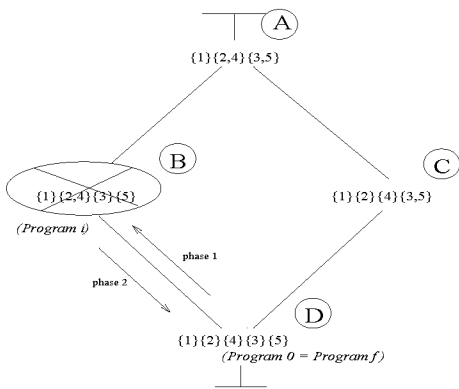 A
{1}{2,4}{3,5}
B
C
{1}{2,4}{3}{5}
{1}{2}{4}{3,5}
(Program i)
phase 1
phase 2
D
{1}{2}{4}{3}{5}
(Program 0 = Program f)